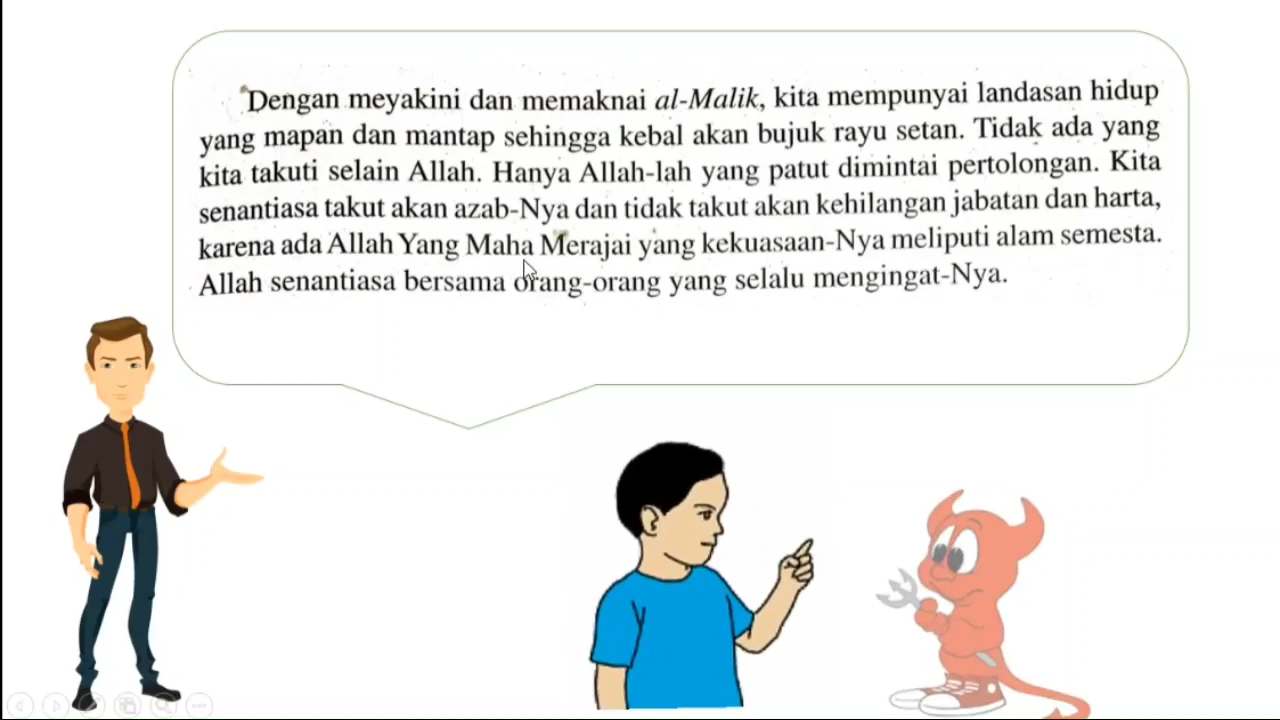 Dengan meyakini dan memaknai al-Malik, kita mempunyai landasan hidup
yang mapan dan mantap sehingga kebal akan bujuk rayu setan. Tidak ada yang
kita takuti selain Allah. Hanya Allah-lah yang patut dimintai pertolongan. Kita
senantiasa takut akan azab-Nya dan tidak takut akan kehilangan jabatan dan harta,
karena ada Allah Yang Maha Merajai yang kekuasaan-Nya meliputi alam semesta.
Allah senantiasa bersama orang-orang yang selalu mengingat-Nya.